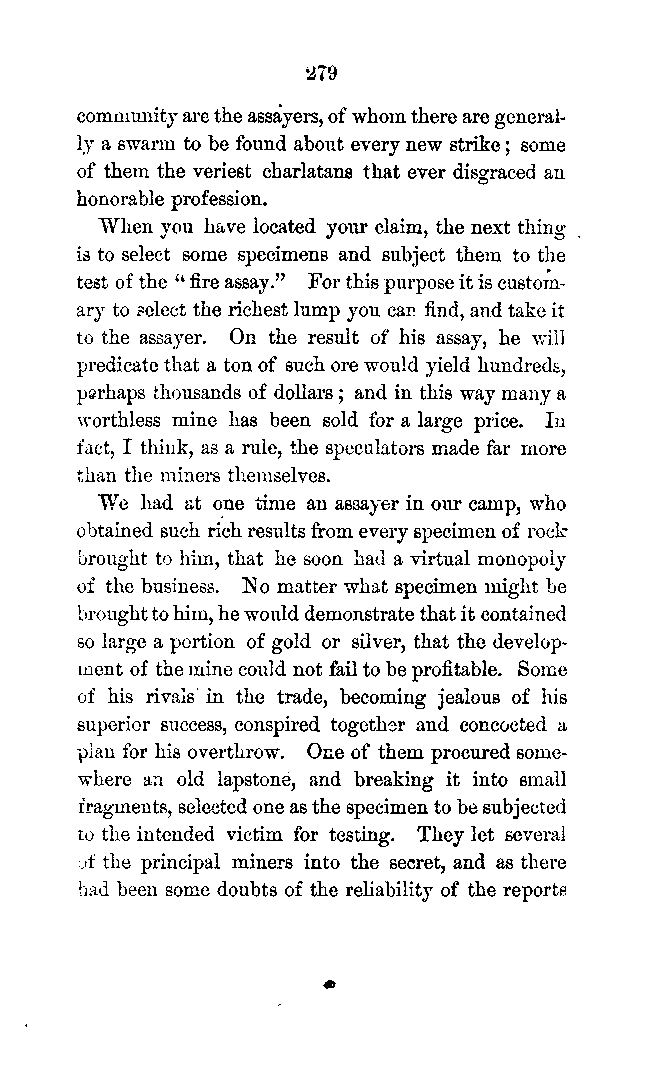 279
community are the assayers, of whom there are general-
ly a swarm to be found about every new strike; some
of them the veriest charlatans that ever disgraced an
honorable profession.
When you have located your claim, the next thing
is to select some specimens and subject them to the
test of the “fire assay.” For this purpose it is custom-
ary to select the richest lump you can find, and take it
to the assayer. On the result of his assay, he will
predicate that a ton of such ore would yield hundreds,
perhaps thousands of dollars; and in this way many a
worthless mine has been sold for a large price. In
fact, I think, as a rule, the speculators made far more
than the miners themselves.
We had at one time an assayer in our camp, who
obtained such rich results from every specimen of rock
brought to him, that he soon had a virtual monopoly
of the business. No matter what specimen might be
brought to him, he would demonstrate that it contained
so large a portion of gold or silver, that the develop-
ment of the mine could not fail to be profitable. Some
of his rivals in the trade, becoming jealous of his
superior success, conspired together and concocted a
plan for his overthrow. One of them procured some-
where an old lapstone, and breaking it into small
fragments, selected one as the specimen to be subjected
to the intended victim for testing. They let several
of the principal miners into the secret, and as there
had been some doubts of the reliability of the reports